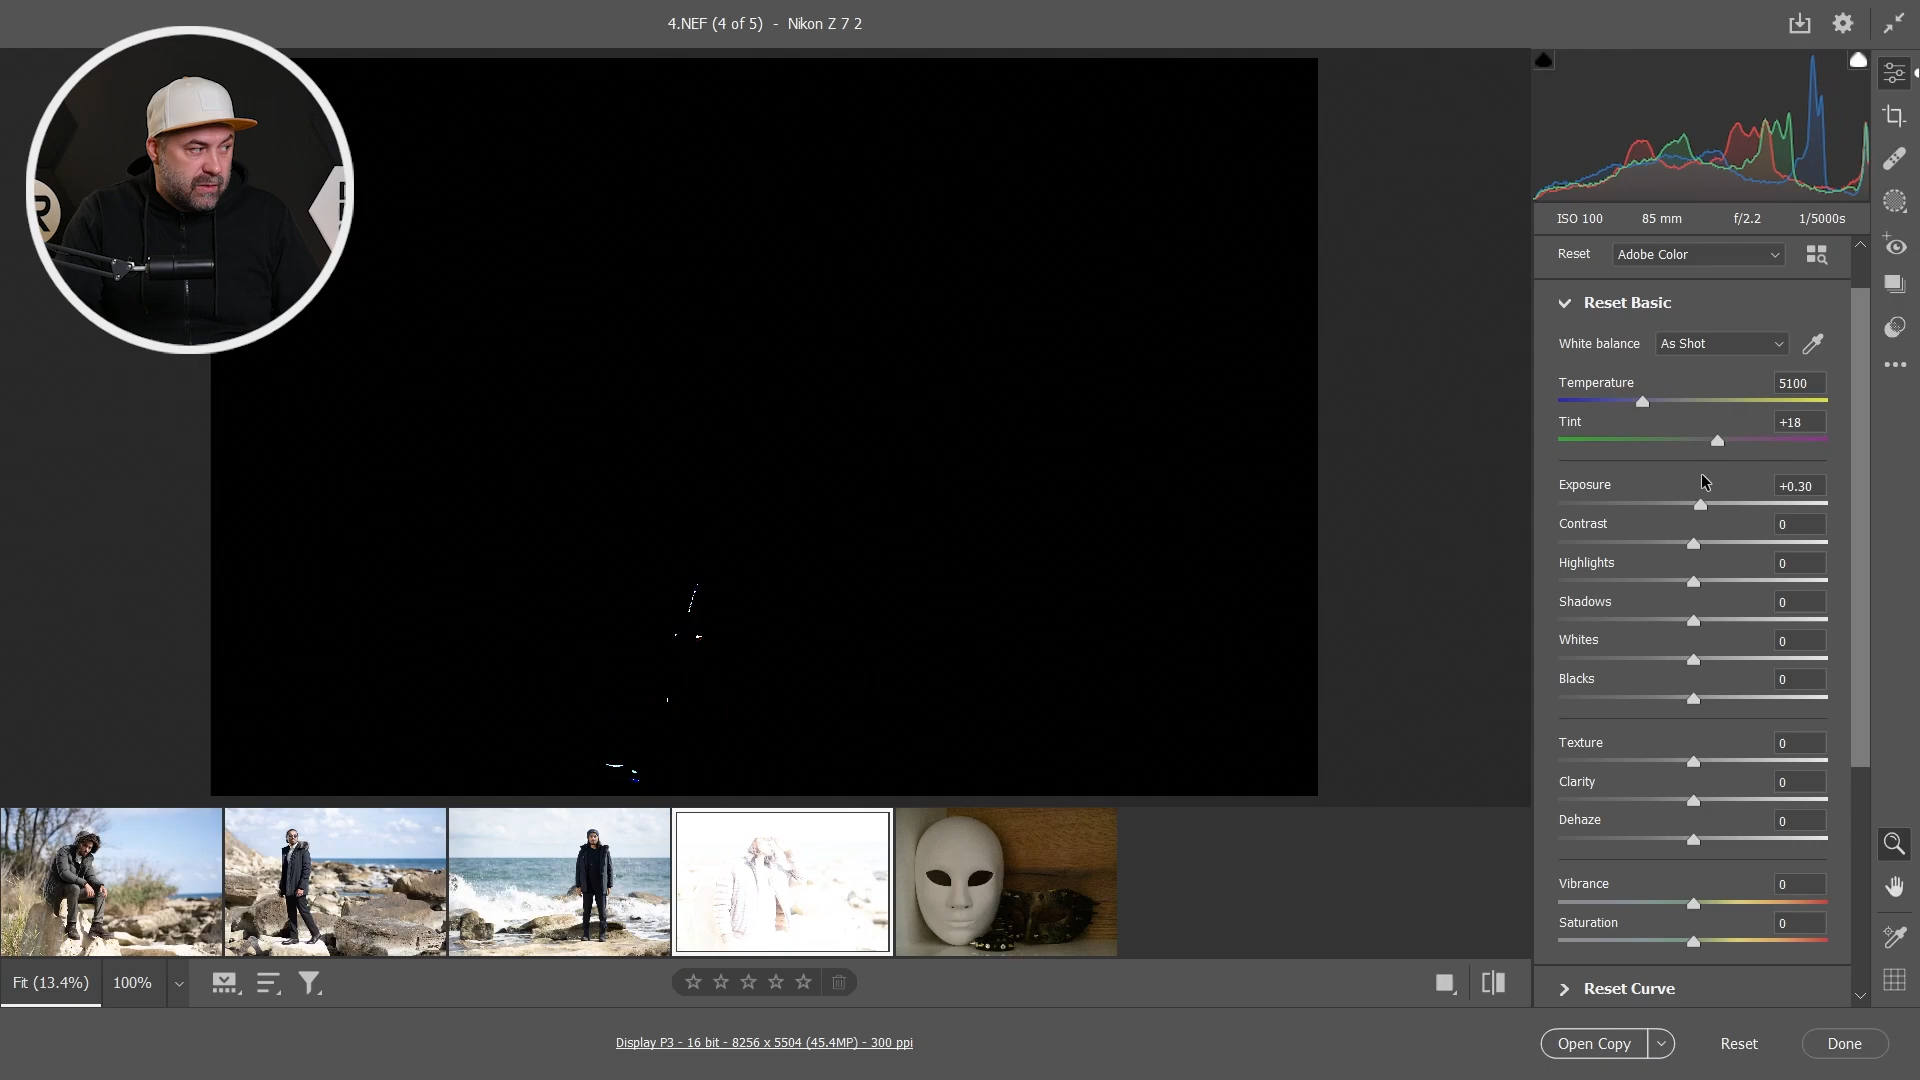 4.NEF (4 of 5)  -  Nikon Z 7 2
R
ISO 100 85 mm f/2.2 1/5000s
Reset Adobe Color
Reset Basic
White balance As Shot
Temperature 5100
Tint +18
Exposure +0.30
Contrast 0
Highlights 0
Shadows 0
Whites 0
Blacks 0
Texture 0
Clarity 0
Dehaze 0
Vibrance 0
Saturation 0
Reset Curve
Fit (13.4%) 100%
Display P3 - 16 bit - 8256 x 5504 (45.4MP) - 300 ppi
Open Copy Reset Done